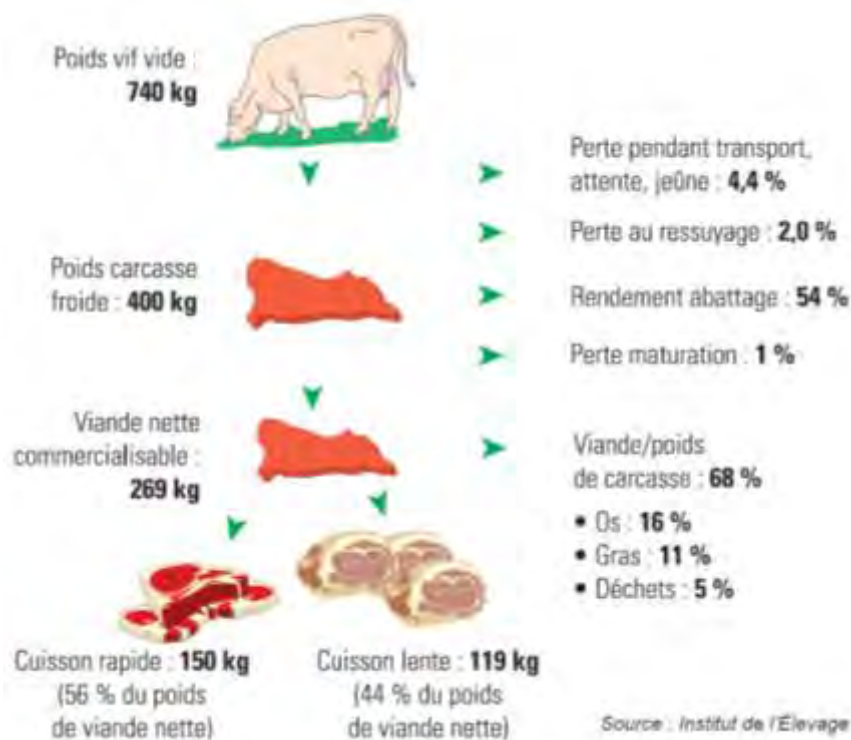 Poids vif vide :
740 kg
Perte pendant transport,
attente, jeûne : 4,4 %
Perte au ressuyage : 2,0 %
Poids carcasse
froide : 400 kg
Rendement abattage : 54 %
Perte maturation : 1 %
Viande nette
commercialisable :
269 kg
Viande/poids
de carcasse : 68 %
• Os : 16 %
• Gras : 11 %
• Déchets : 5 %
Cuisson rapide : 150 kg
(56 % du poids
de viande nette)
Cuisson lente : 119 kg
(44 % du poids
de viande nette)
Source : Institut de l'Élevage